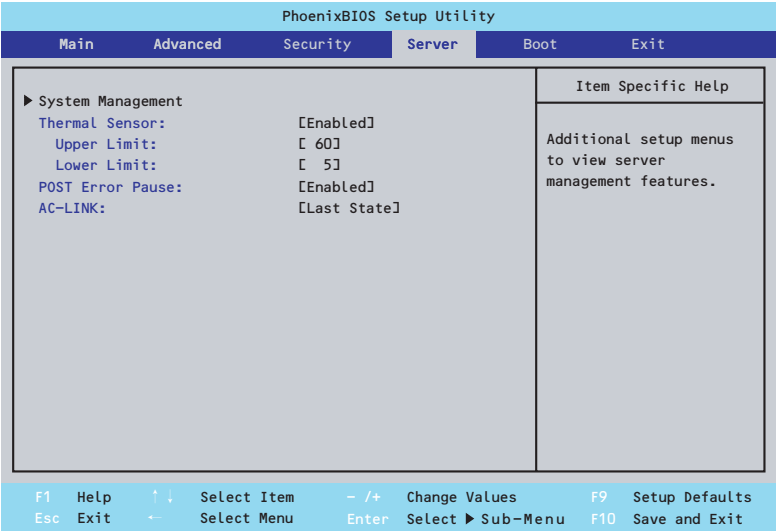 PhoenixBIOS Setup Utility
Main Advanced Security Server Boot Exit
▶ System Management
Thermal Sensor: [Enabled]
Upper Limit: [ 60]
Lower Limit: [ 5]
POST Error Pause: [Enabled]
AC-LINK: [Last State]
Item Specific Help
Additional setup menus
to view server
management features.
F1 Help ↑↓ Select Item - /+ Change Values F9 Setup Defaults
Esc Exit ← Select Menu Enter Select ▶ Sub-Menu F10 Save and Exit